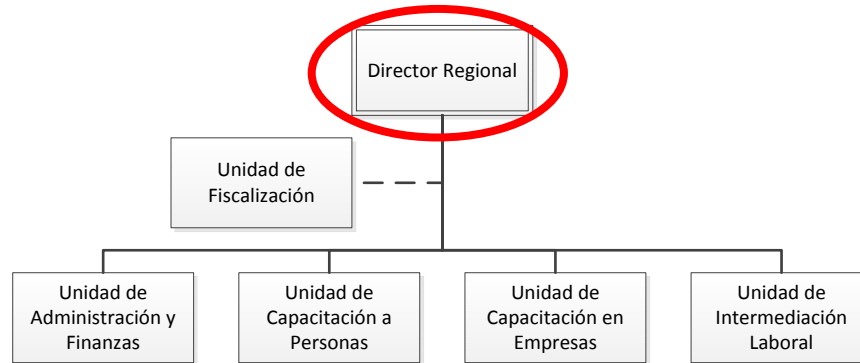 Director Regional
Unidad de
Fiscalización
Unidad de
Administración y
Finanzas
Unidad de
Capacitación a
Personas
Unidad de
Capacitación en
Empresas
Unidad de
Intermediación
Laboral